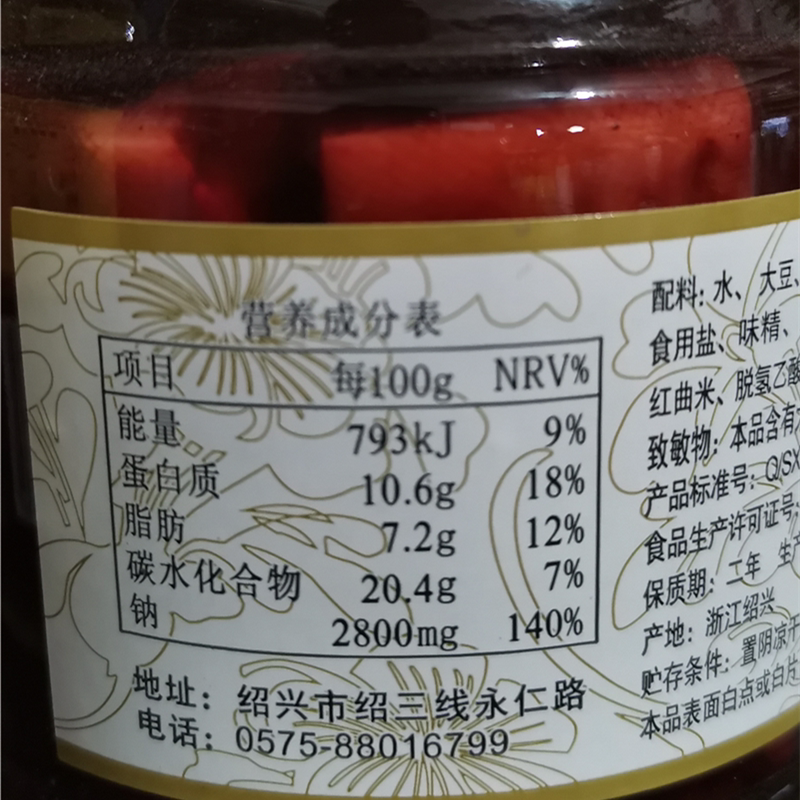 营养成分表
项目 每100g NRV%
能量 793kJ 9%
蛋白质 10.6g 18%
脂肪 7.2g 12%
碳水化合物 20.4g 7%
钠 2800mg 140%
地址：绍兴市绍三线永仁路
电话：0575-88016799
配料：水、大豆、
食用盐、味精、
红曲米、脱氢乙酸
致敏物：本品含有
产品标准号：Q/SX
食品生产许可证号：
保质期：二年 生产
产地：浙江绍兴
贮存条件：置阴凉干
本品表面白点或白片